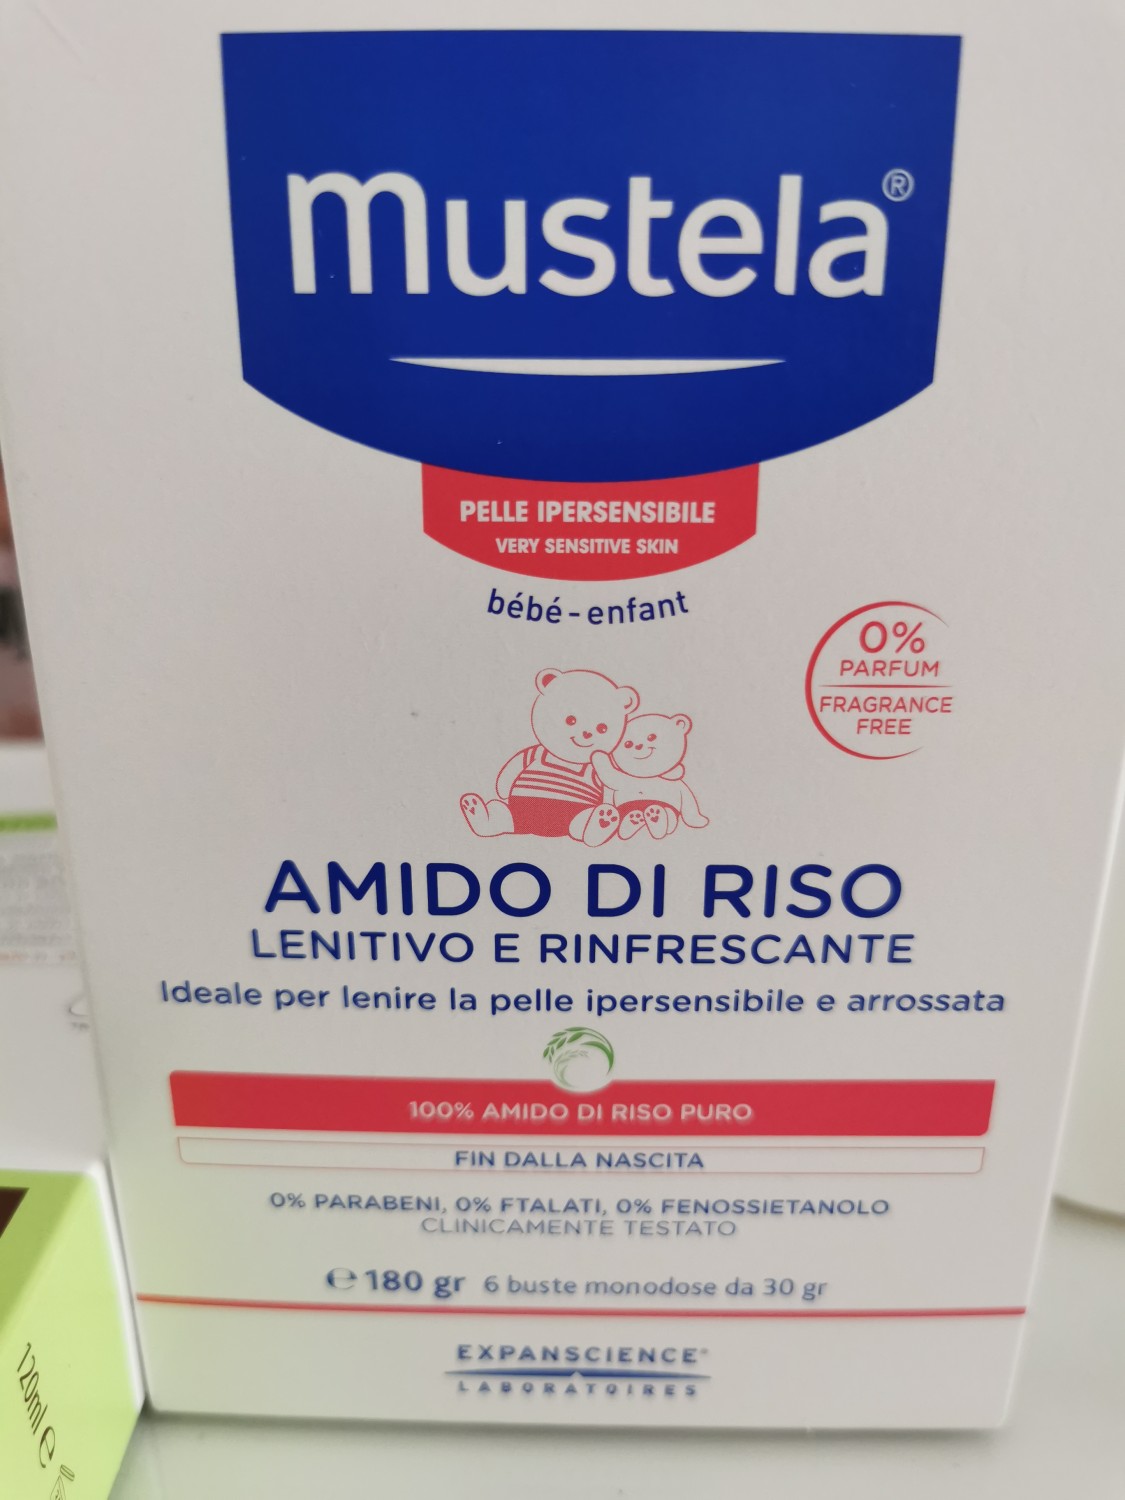 mustela®
PELLE IPERSENSIBILE
VERY SENSITIVE SKIN
bébé-enfant
0%
PARFUM
FRAGRANCE
FREE
AMIDO DI RISO
LENITIVO E RINFRESCANTE
Ideale per lenire la pelle ipersensibile e arrossata
100% AMIDO DI RISO PURO
FIN DALLA NASCITA
0% PARABENI, 0% FTALATI, 0% FENOSSIETANOLO
CLINICAMENTE TESTATO
℮ 180 gr 6 buste monodose da 30 gr
EXPANSCIENCE®
LABORATOIRES
120ml ℮